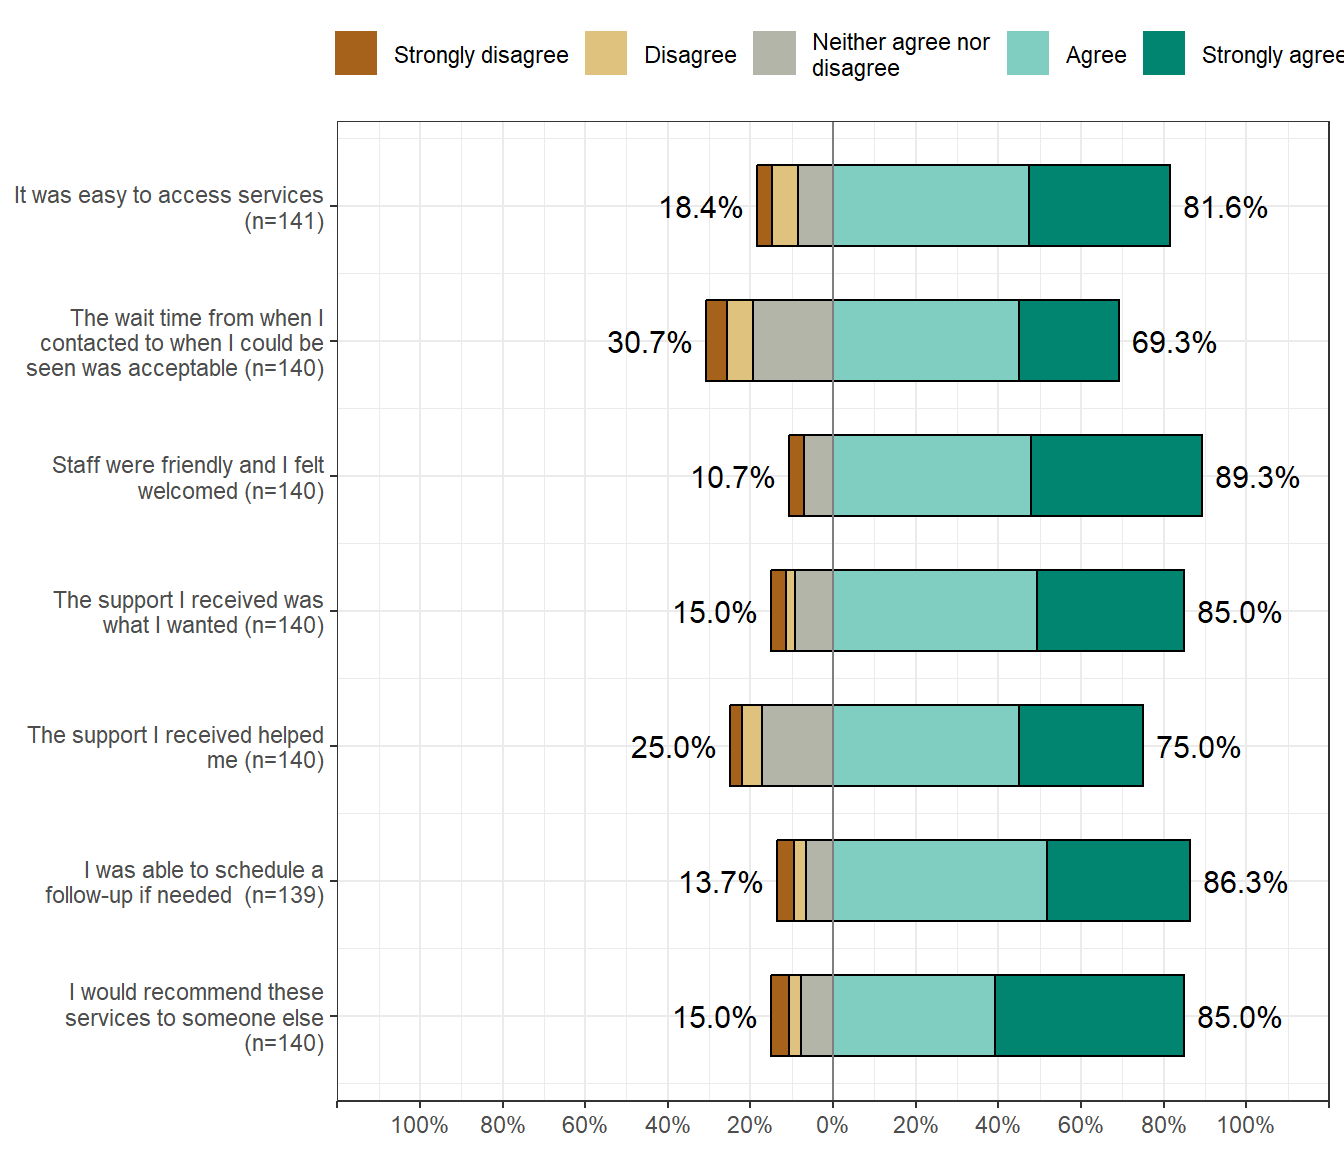 Strongly disagree
Disagree
Neither agree nor
disagree
Agree
Strongly agree
It was easy to access services
(n=141)
18.4%
81.6%
The wait time from when I
contacted to when I could be
seen was acceptable (n=140)
30.7%
69.3%
Staff were friendly and I felt
welcomed (n=140)
10.7%
89.3%
The support I received was
what I wanted (n=140)
15.0%
85.0%
The support I received helped
me (n=140)
25.0%
75.0%
I was able to schedule a
follow-up if needed  (n=139)
13.7%
86.3%
I would recommend these
services to someone else
(n=140)
15.0%
85.0%
100% 80% 60% 40% 20% 0% 20% 40% 60% 80% 100%